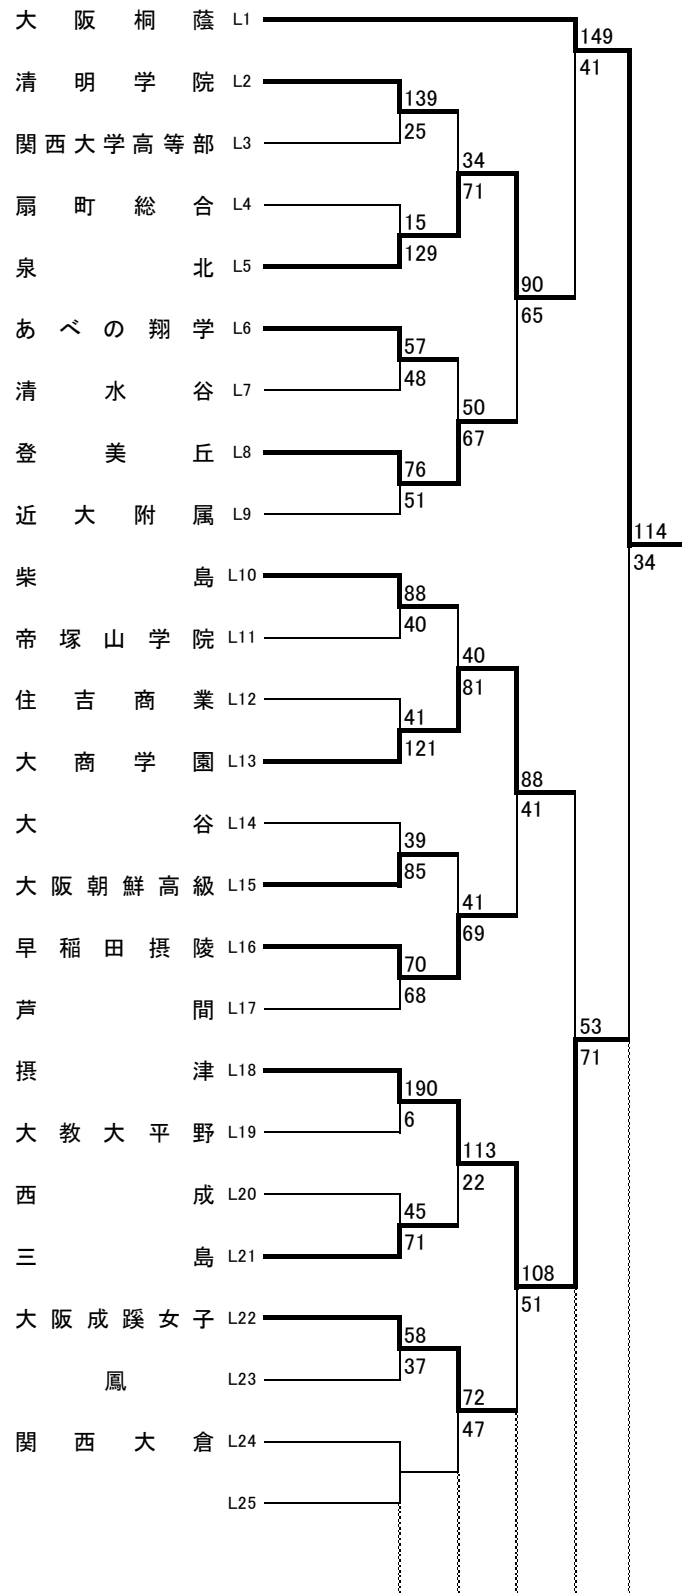 大阪桐蔭 L1
149
41
清明学院 L2
139
25
関西大学高等部 L3
34
71
扇町総合 L4
15
129
泉北 L5
90
65
あべの翔学 L6
57
48
清水谷 L7
50
67
登美丘 L8
76
51
近大附属 L9
114
34
柴島 L10
88
40
帝塚山学院 L11
40
81
住吉商業 L12
41
121
大商学園 L13
88
41
大谷 L14
39
85
大阪朝鮮高級 L15
41
69
早稲田摂陵 L16
70
68
芦間 L17
53
71
摂津 L18
190
6
大教大平野 L19
113
22
西成 L20
45
71
三島 L21
108
51
大阪成蹊女子 L22
58
37
鳳 L23
72
47
関西大倉 L24
L25